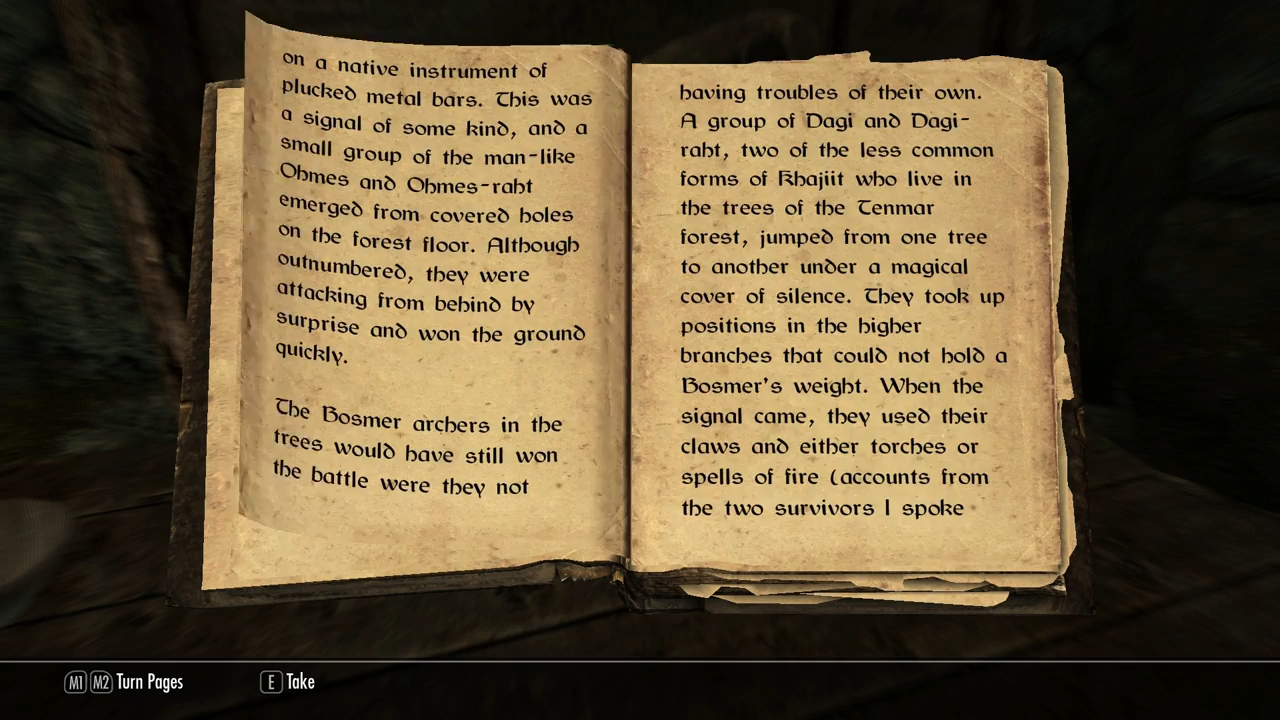 on a native instrument of
plucked metal bars. This was
a signal of some kind, and a
small group of the man-like
Ohmes and Ohmes-raht
emerged from covered holes
on the forest floor. Although
outnumbered, they were
attacking from behind by
surprise and won the ground
quickly.
The Bosmer archers in the
trees would have still won
the battle were they not
having troubles of their own.
A group of Dagi and Dagi-
raht, two of the less common
forms of Khajiit who live in
the trees of the Tenmar
forest, jumped from one tree
to another under a magical
cover of silence. They took up
positions in the higher
branches that could not hold a
Bosmer's weight. When the
signal came, they used their
claws and either torches or
spells of fire (accounts from
the two survivors I spoke
M1 M2 Turn Pages
E Take